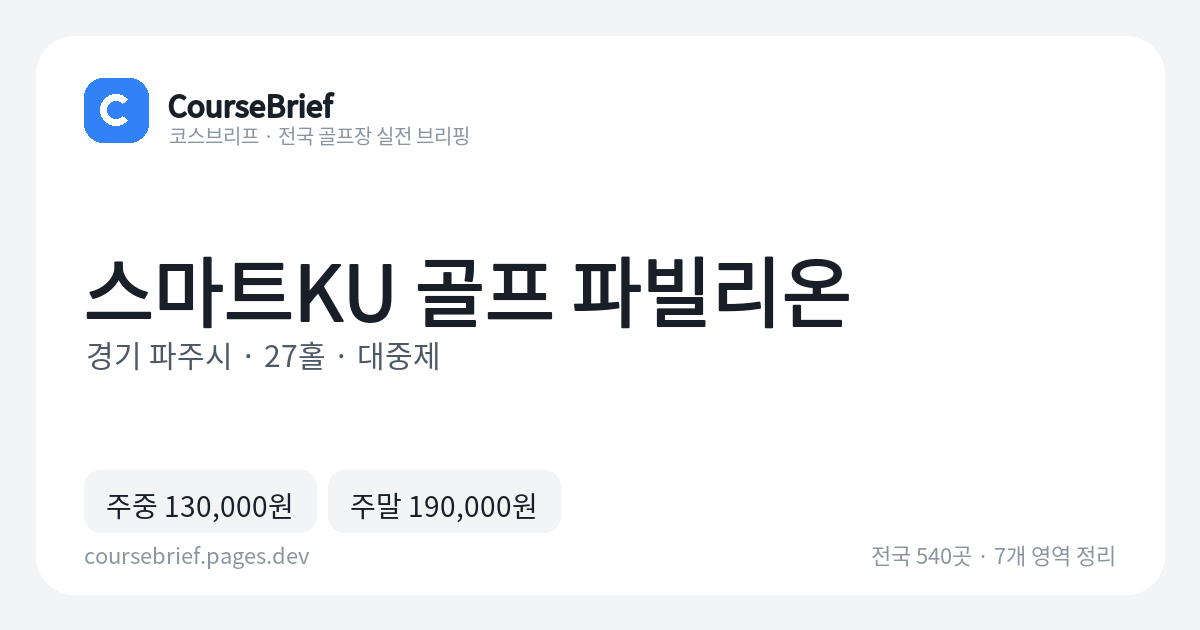 C
CourseBrief
코스브리프 · 전국 골프장 실전 브리핑
스마트KU 골프 파빌리온
경기 파주시 · 27홀 · 대중제
주중 130,000원 주말 190,000원
coursebrief.pages.dev 전국 540곳 · 7개 영역 정리